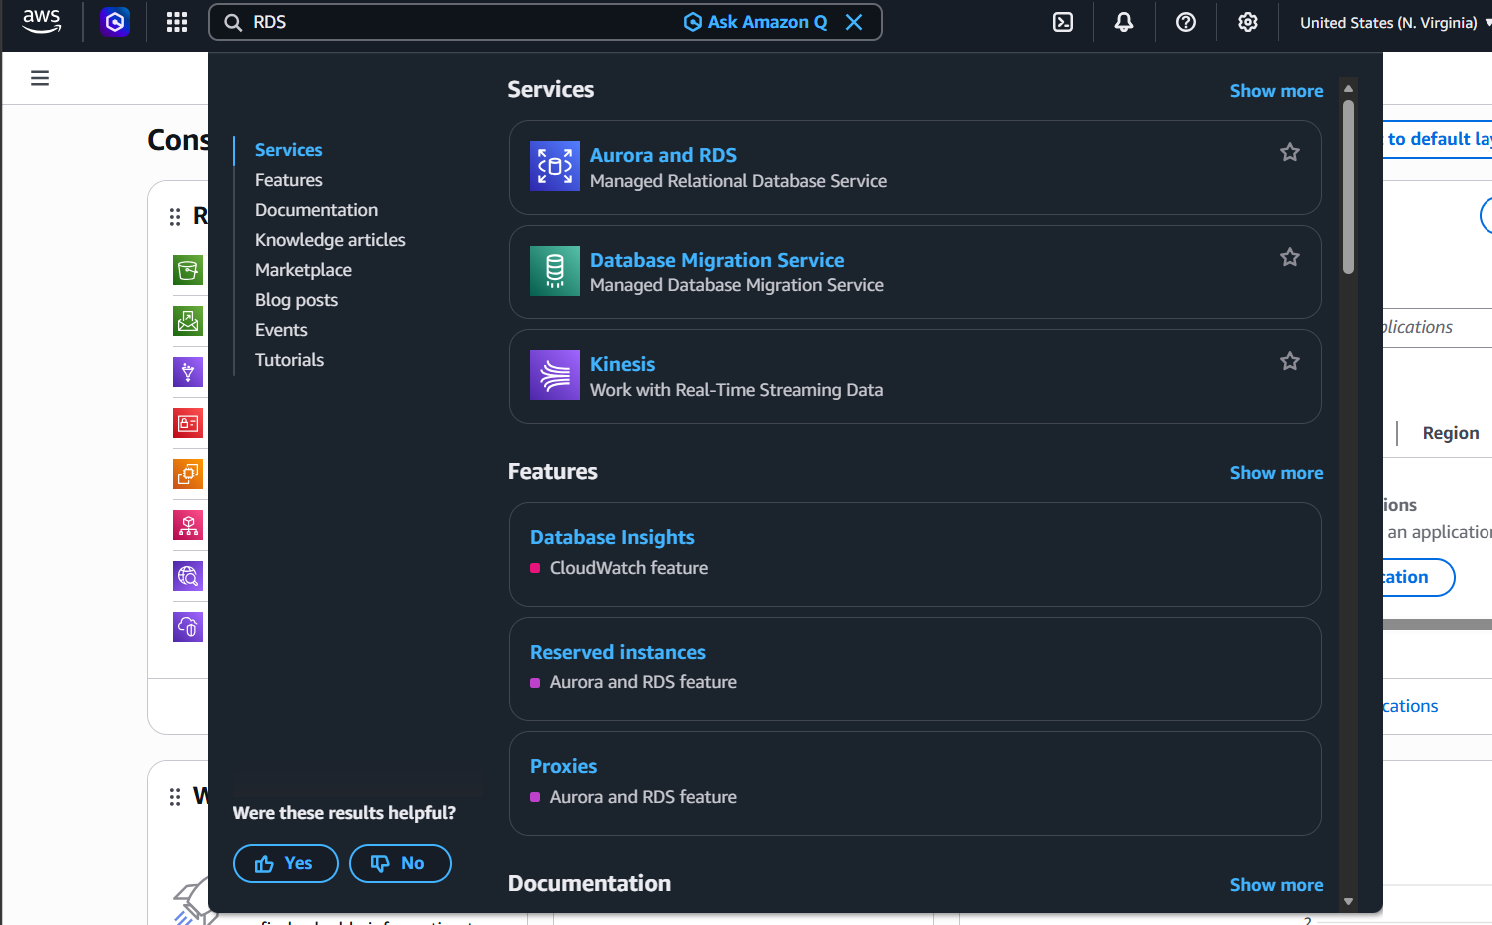 aws
RDS
Ask Amazon Q
United States (N. Virginia)
Cons
to default lay
Services
Features
Documentation
Knowledge articles
Marketplace
Blog posts
Events
Tutorials
Were these results helpful?
Yes
No
Services
Show more
Aurora and RDS
Managed Relational Database Service
Database Migration Service
Managed Database Migration Service
Kinesis
Work with Real-Time Streaming Data
Features
Show more
Database Insights
CloudWatch feature
Reserved instances
Aurora and RDS feature
Proxies
Aurora and RDS feature
Documentation
Show more
R
W
plications
Region
ions
an application
cation
cations
2